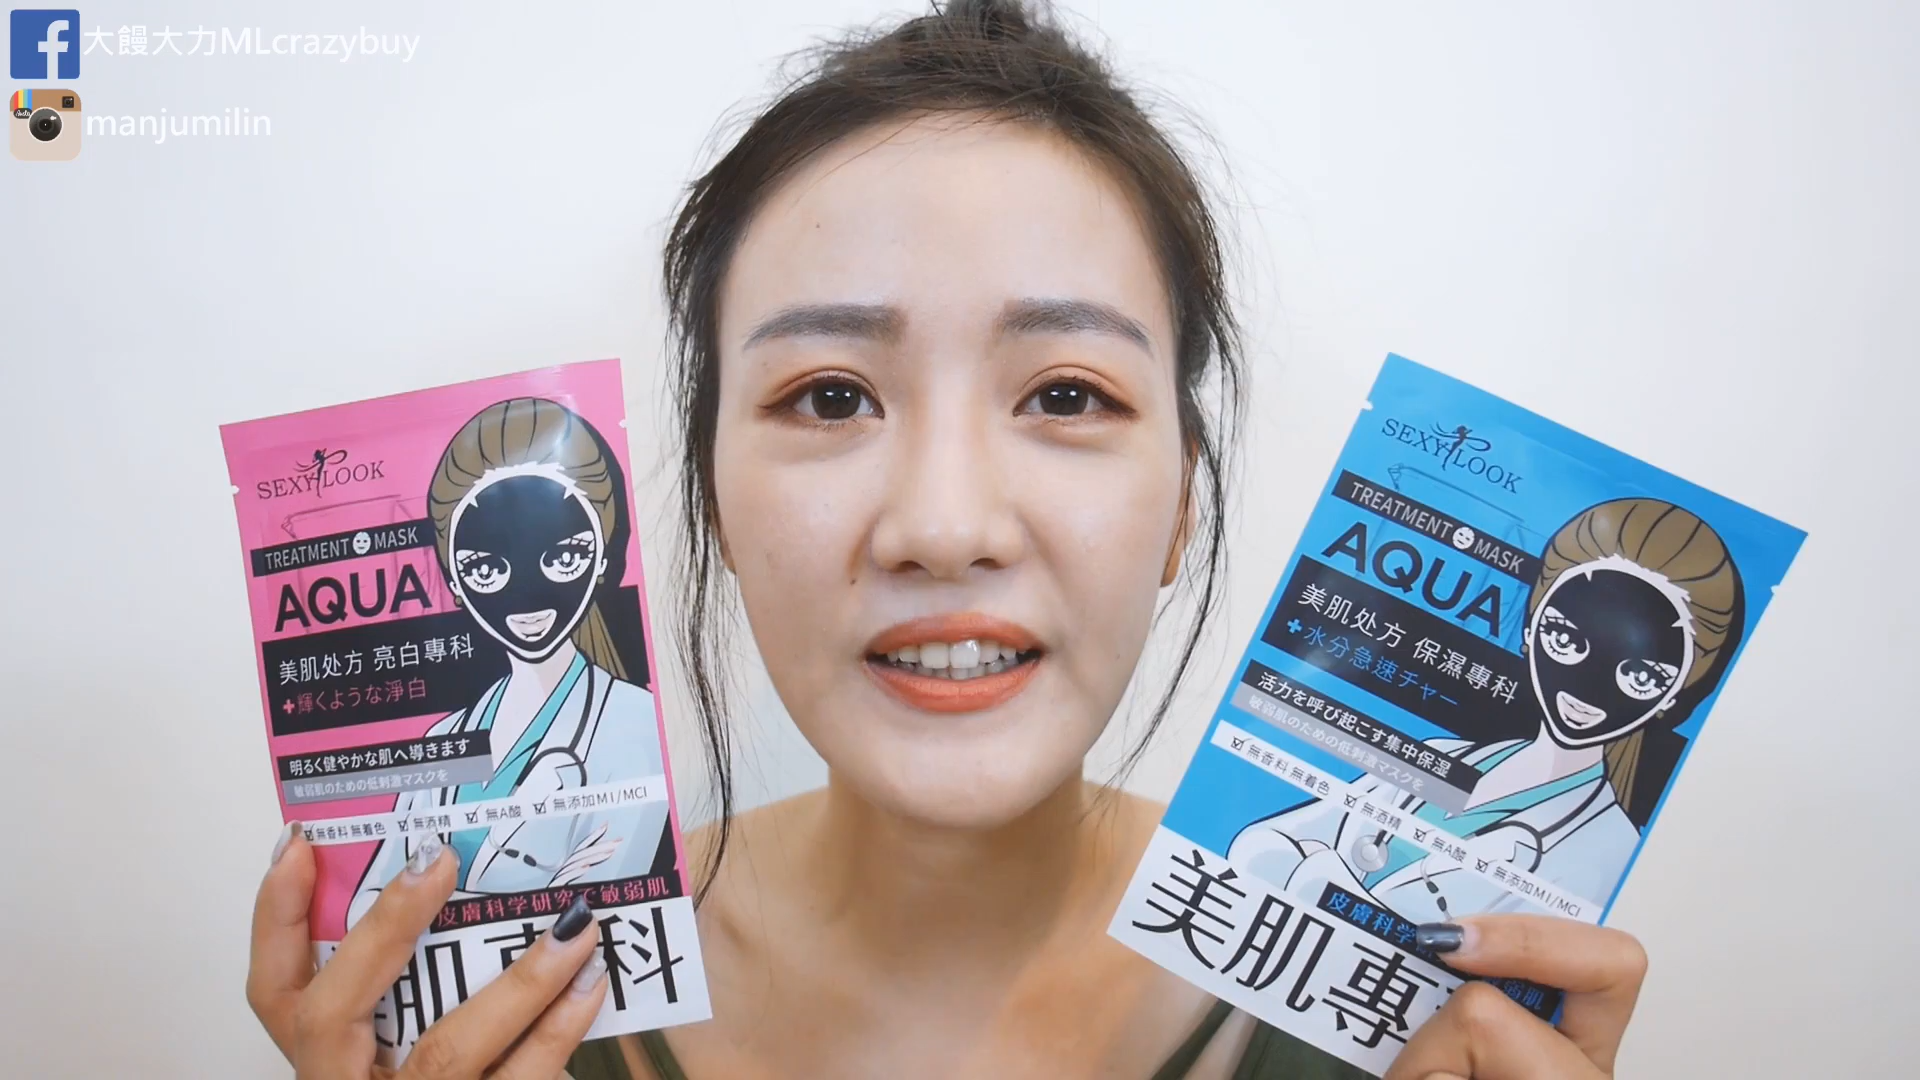 大饅大力MLcrazybuy
manjumilin
SEXYLOOK
TREATMENT MASK
AQUA
美肌処方 亮白專科
+輝くような淨白
明るく健やかな肌へ導きます
敏弱肌のための低刺激マスクを
無香料 無着色 無酒精 無A酸 無添加MI/MCI
皮膚科学研究で敏弱肌
肌專科
SEXYLOOK
TREATMENT MASK
AQUA
美肌処方 保濕專科
+水分急速チャー
活力を呼び起こす集中保湿
敏弱肌のための低刺激マスクを
無香料 無着色 無酒精 無A酸 無添加MI/MCI
皮膚科学
敏弱肌
美肌專